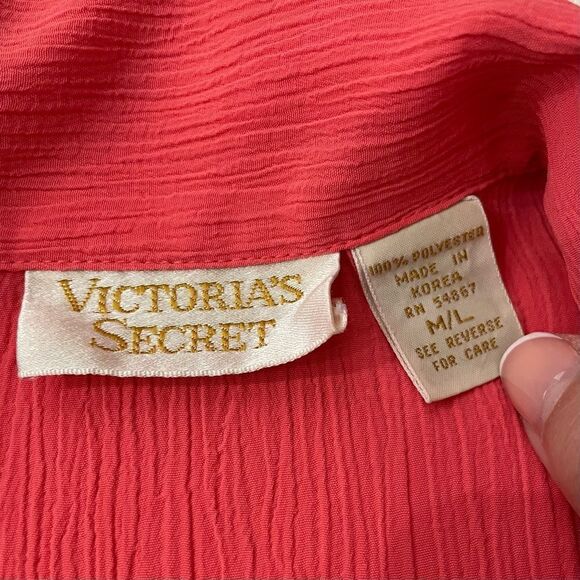 VICTORIA'S
SECRET
100% POLYESTER
MADE IN
KOREA
RN 54867
M/L
SEE REVERSE
FOR CARE